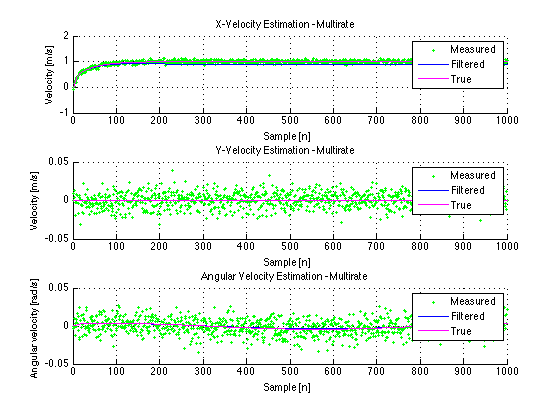 X-Velocity Estimation - Multirate
2
1
0
-1
Velocity [m/s]
Measured
Filtered
True
0 100 200 300 400 500 600 700 800 900 1000
Sample [n]
Y-Velocity Estimation - Multirate
0.05
0
-0.05
Velocity [m/s]
Measured
Filtered
True
0 100 200 300 400 500 600 700 800 900 1000
Sample [n]
Angular Velocity Estimation - Multirate
0.05
0
-0.05
Angular velocity [rad/s]
Measured
Filtered
True
0 100 200 300 400 500 600 700 800 900 1000
Sample [n]